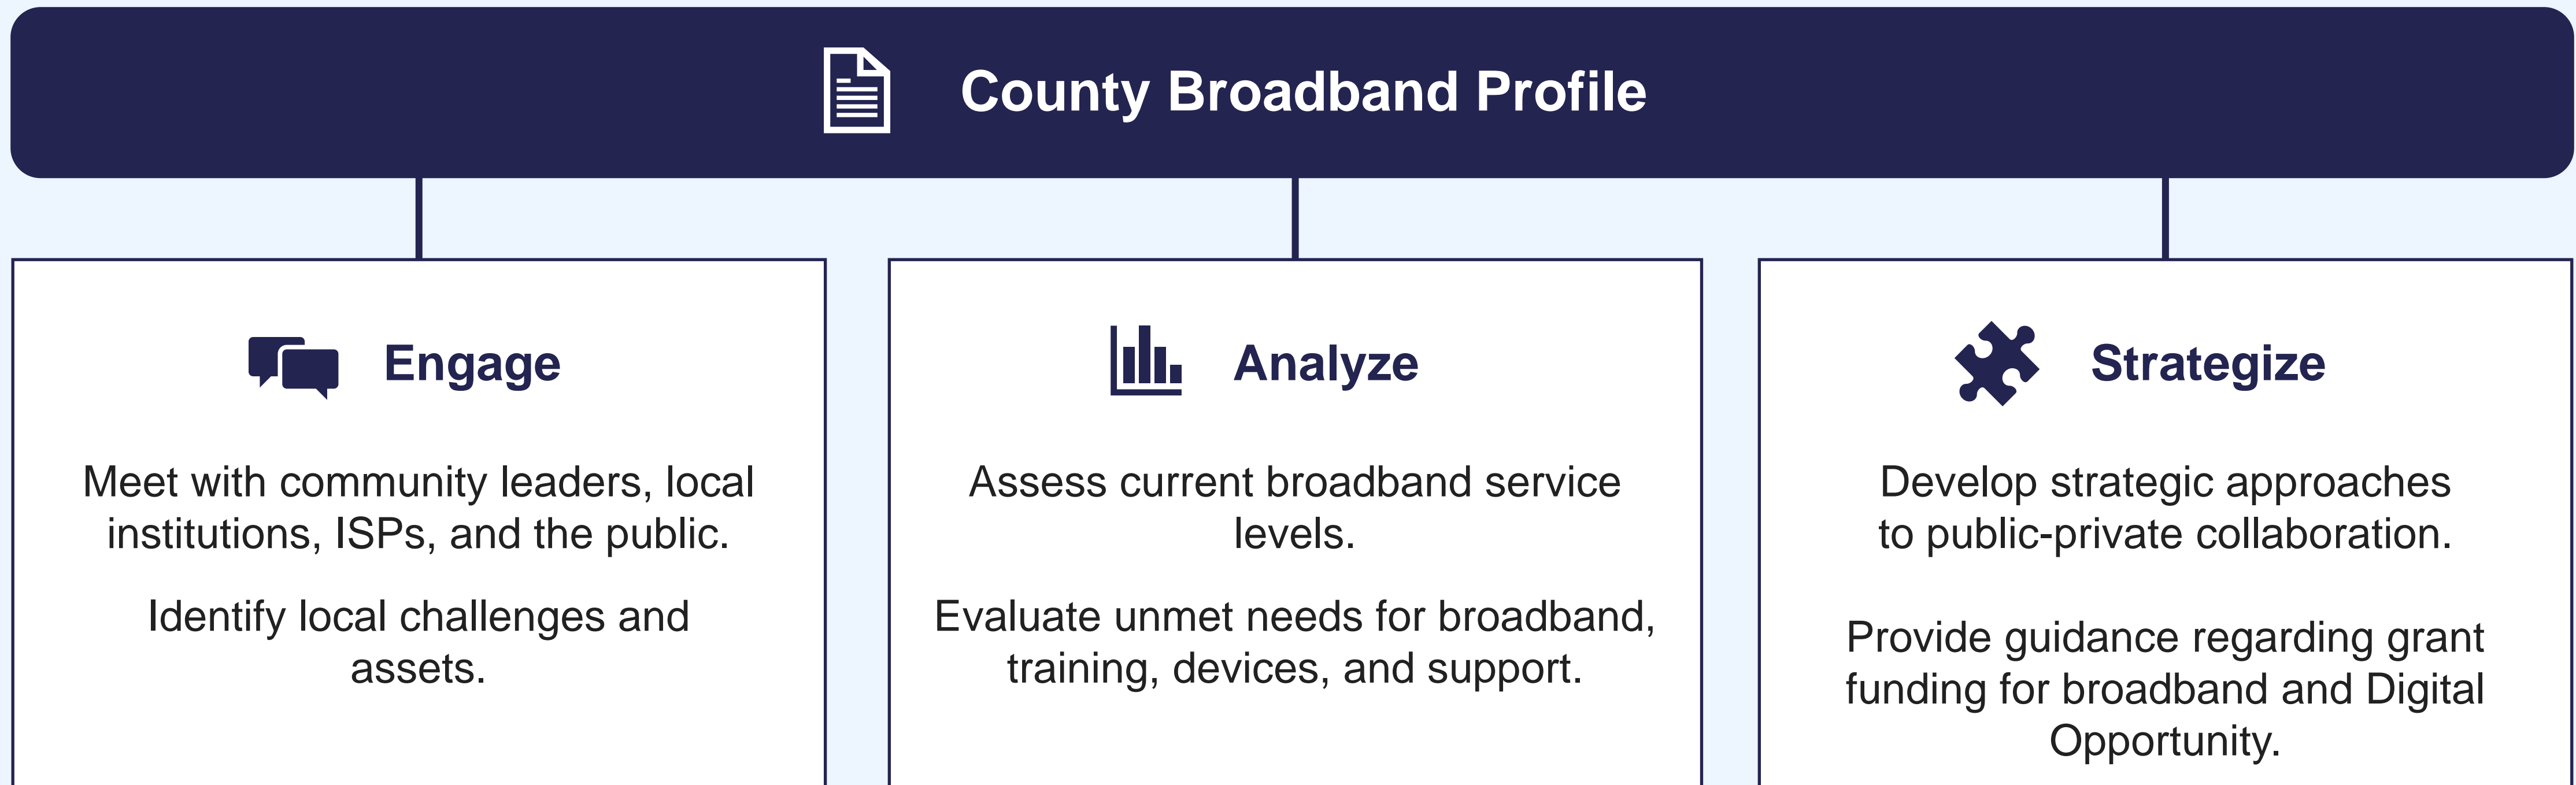 County Broadband Profile
Engage
Meet with community leaders, local
institutions, ISPs, and the public.
Identify local challenges and
assets.
Analyze
Assess current broadband service
levels.
Evaluate unmet needs for broadband,
training, devices, and support.
Strategize
Develop strategic approaches
to public-private collaboration.
Provide guidance regarding grant
funding for broadband and Digital
Opportunity.